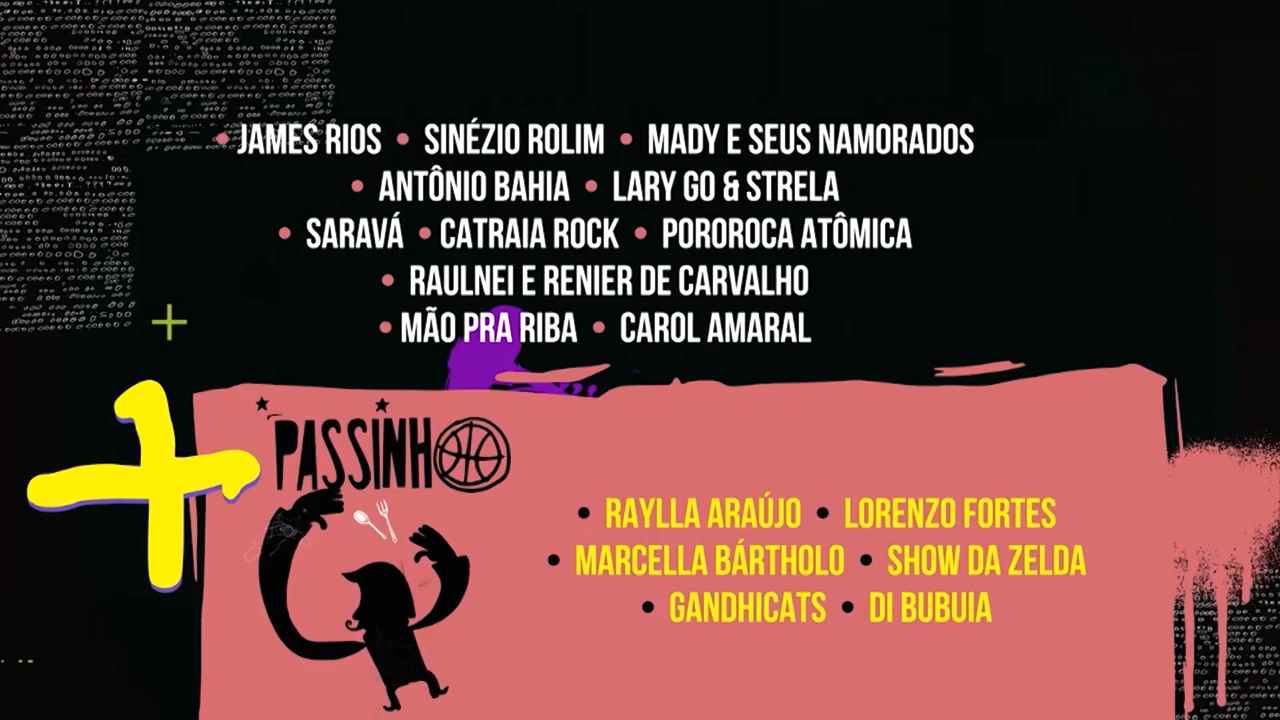 • JAMES RIOS • SINÉZIO ROLIM • MADY E SEUS NAMORADOS
• ANTÔNIO BAHIA • LARY GO & STRELA
• SARAVÁ • CATRAIA ROCK • POROROCA ATÔMICA
• RAULNEI E RENIER DE CARVALHO
• MÃO PRA RIBA • CAROL AMARAL
PASSINHO
• RAYLLA ARAÚJO • LORENZO FORTES
• MARCELLA BÁRTHOLO • SHOW DA ZELDA
• GANDHICATS • DI BUBUIA